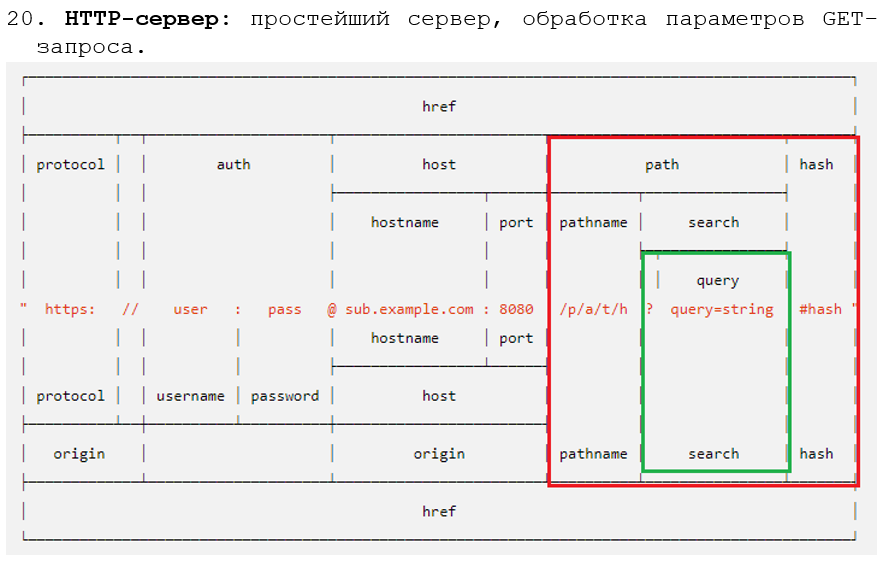 20. HTTP-сервер: простейший сервер, обработка параметров GET-
запроса.
href
protocol auth host path hash
hostname port pathname search
query
" https: // user : pass @ sub.example.com : 8080 /p/a/t/h ? query=string #hash "
hostname port
protocol username password host
origin origin pathname search hash
href